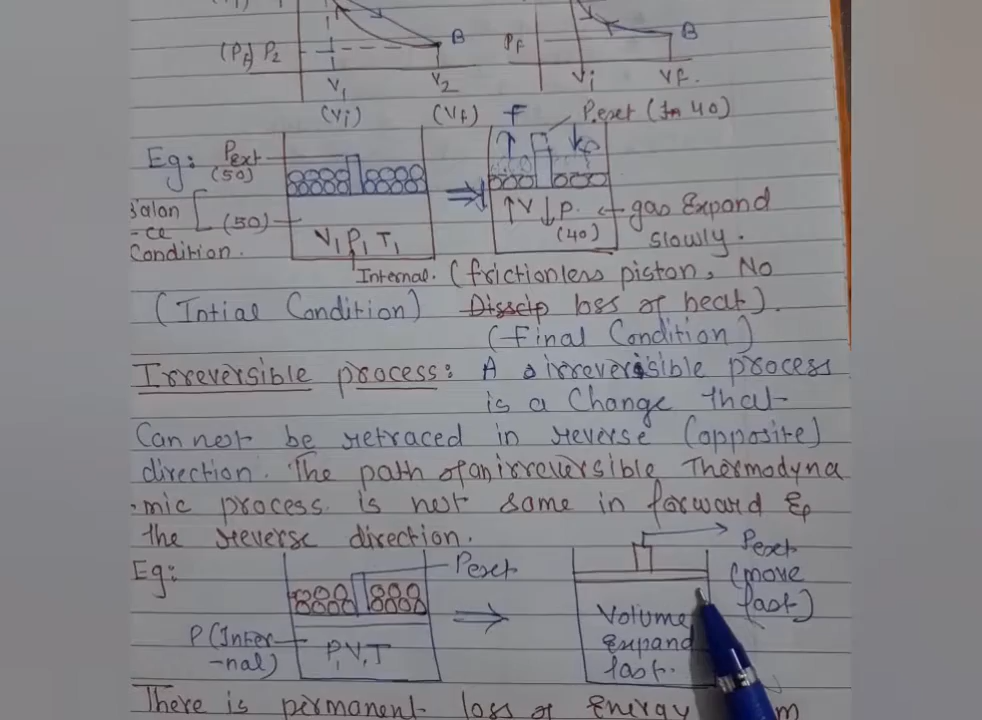 (Pf) P2
B
Pf
B
V1
V2
Vi
Vf.
(Vi)
(Vf)
F
Pext (In 40)
Eg: Pext
(50)
Balan
-ce
Condition.
(50)
V1 P1 T1
↑V ↓P. gas Expand
(40) slowly.
Internal. (frictionless piston, No
(Intial Condition) loss of heat).
(Final Condition)
Irreversible process: A irreversible process
is a Change that
Can not be retraced in reverse (opposite)
direction. The path of an irreversible Thermodyna
-mic process is not same in forward &
the reverse direction.
Eg:
Pext
Pext
(move
fast)
P (Inter
-nal)
P,V,T
Volume
Expand
fast.
There is permanent loss of Energy